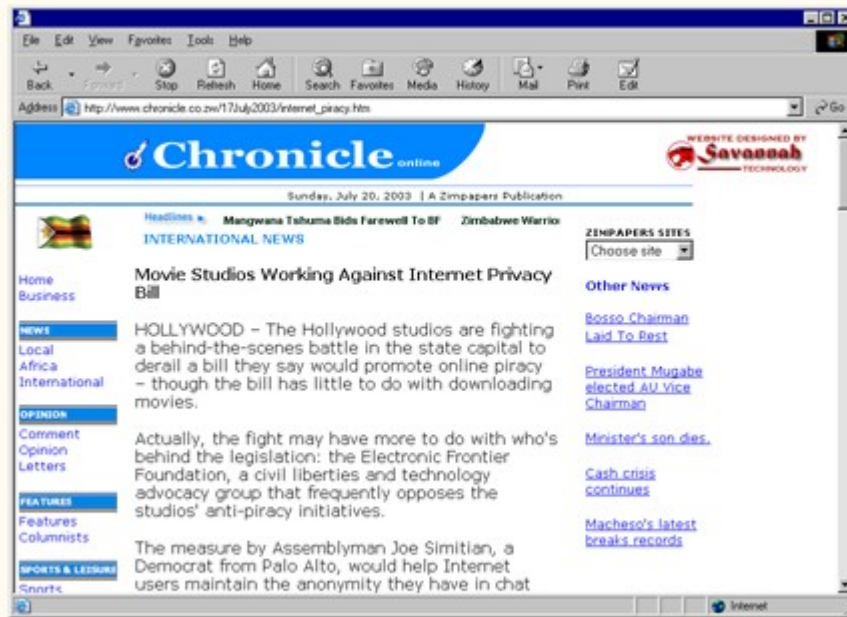 File Edit View Favorites Tools Help
Back Forward Stop Refresh Home Search Favorites Media History Mail Print Edit
Address http://www.chronicle.co.zw/17July2003/internet_piracy.htm Go
Chronicle online
WEBSITE DESIGNED BY
Savannah
TECHNOLOGY
Sunday, July 20, 2003 | A Zimpapers Publication
Headlines Mangwana Tshuma Bids Farewell To BF Zimbabwe Warrio
INTERNATIONAL NEWS
Movie Studios Working Against Internet Privacy
Bill
HOLLYWOOD – The Hollywood studios are fighting
a behind-the-scenes battle in the state capital to
derail a bill they say would promote online piracy
– though the bill has little to do with downloading
movies.
Actually, the fight may have more to do with who's
behind the legislation: the Electronic Frontier
Foundation, a civil liberties and technology
advocacy group that frequently opposes the
studios' anti-piracy initiatives.
The measure by Assemblyman Joe Simitian, a
Democrat from Palo Alto, would help Internet
users maintain the anonymity they have in chat
Home
Business
NEWS
Local
Africa
International
OPINION
Comment
Opinion
Letters
FEATURES
Features
Columnists
SPORTS & LEISURE
Sports
ZIMPAPERS SITES
Choose site
Other News
Bosso Chairman
Laid To Rest
President Mugabe
elected AU Vice
Chairman
Minister's son dies.
Cash crisis
continues
Macheso's latest
breaks records
Internet